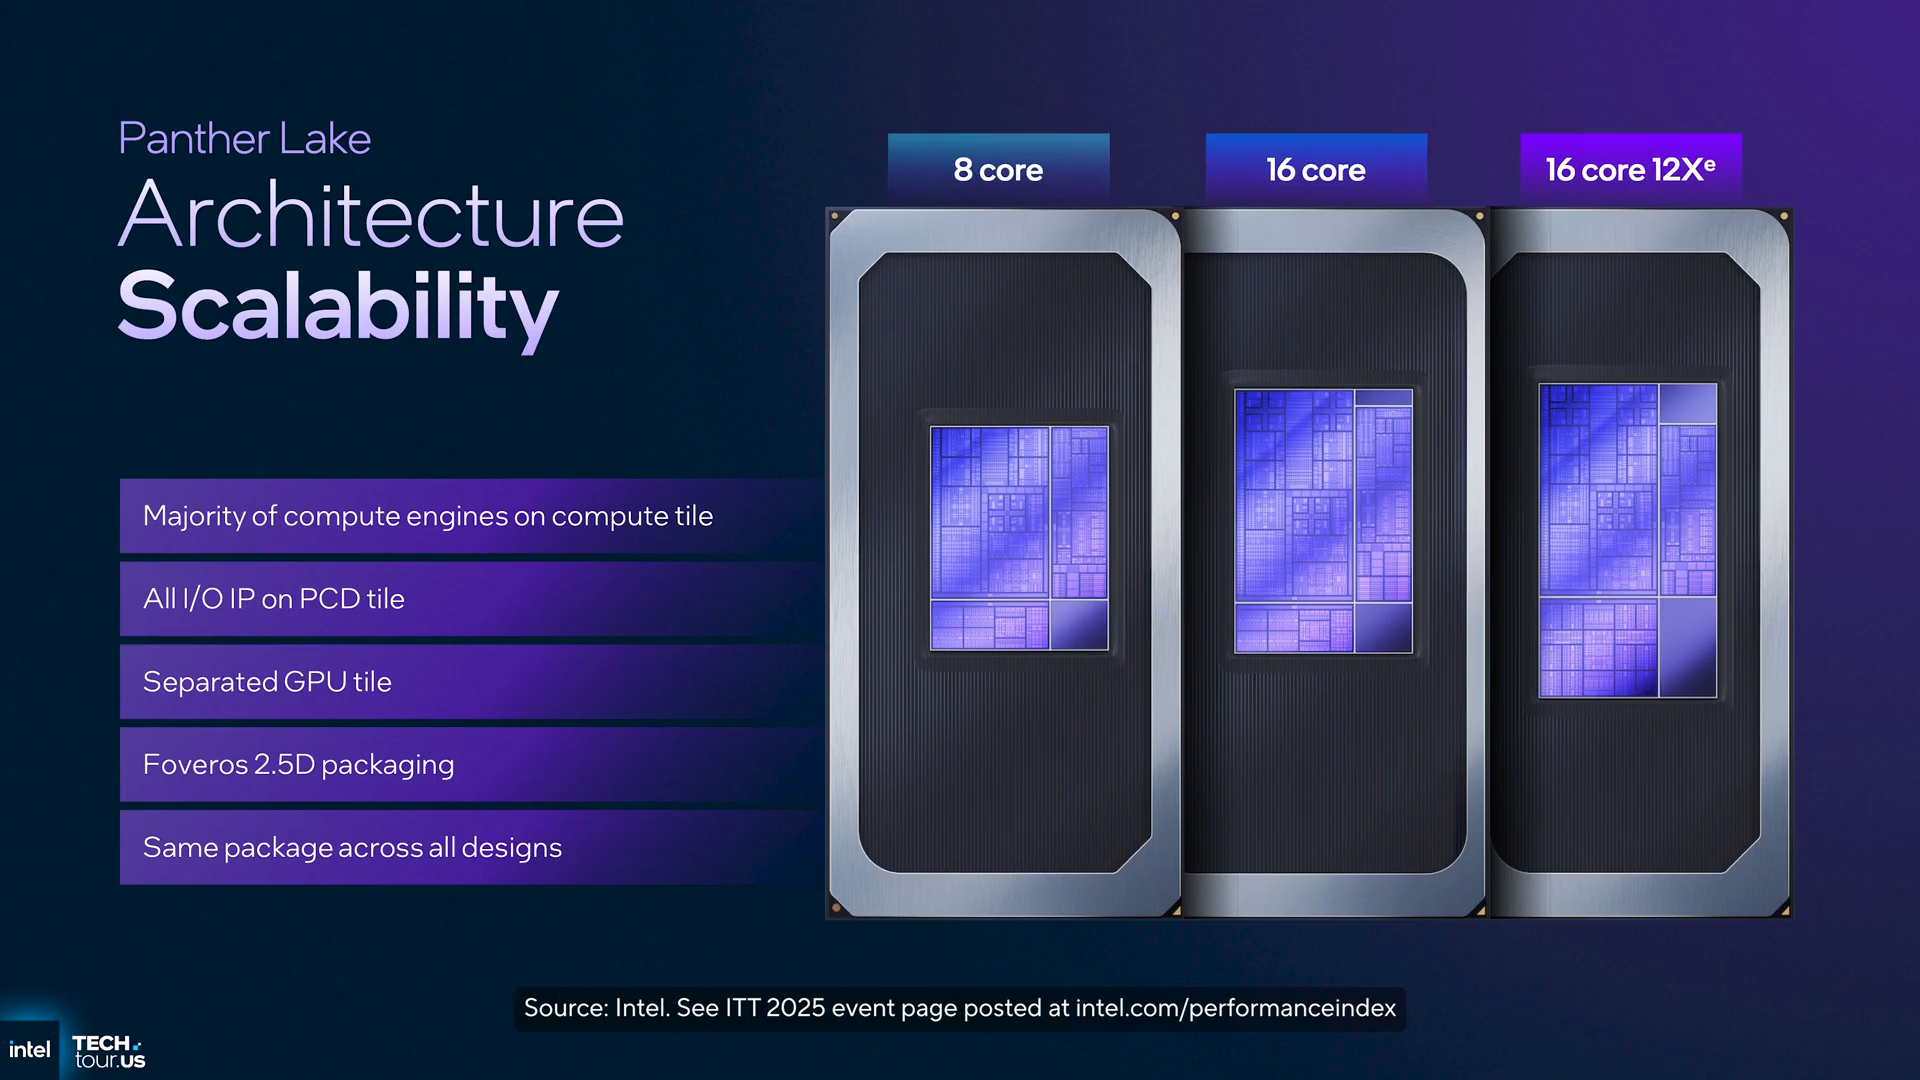 Panther Lake
Architecture
Scalability
8 core
16 core
16 core 12Xᵉ
Majority of compute engines on compute tile
All I/O IP on PCD tile
Separated GPU tile
Foveros 2.5D packaging
Same package across all designs
Source: Intel. See ITT 2025 event page posted at intel.com/performanceindex
intel
TECH
tour.US